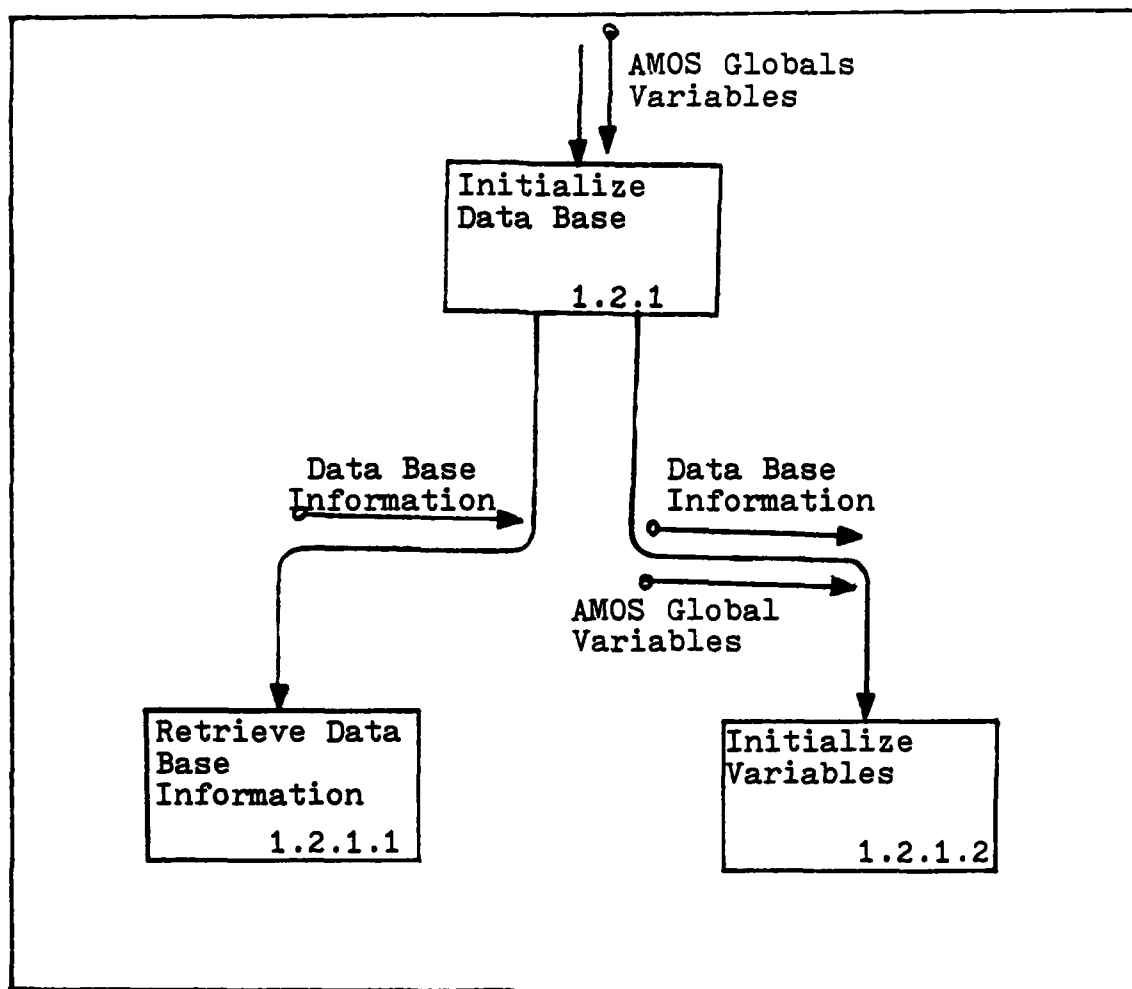 AMOS Globals
Variables
Initialize
Data Base
1.2.1
Data Base
Information
Data Base
Information
AMOS Global
Variables
Retrieve Data
Base
Information
1.2.1.1
Initialize
Variables
1.2.1.2